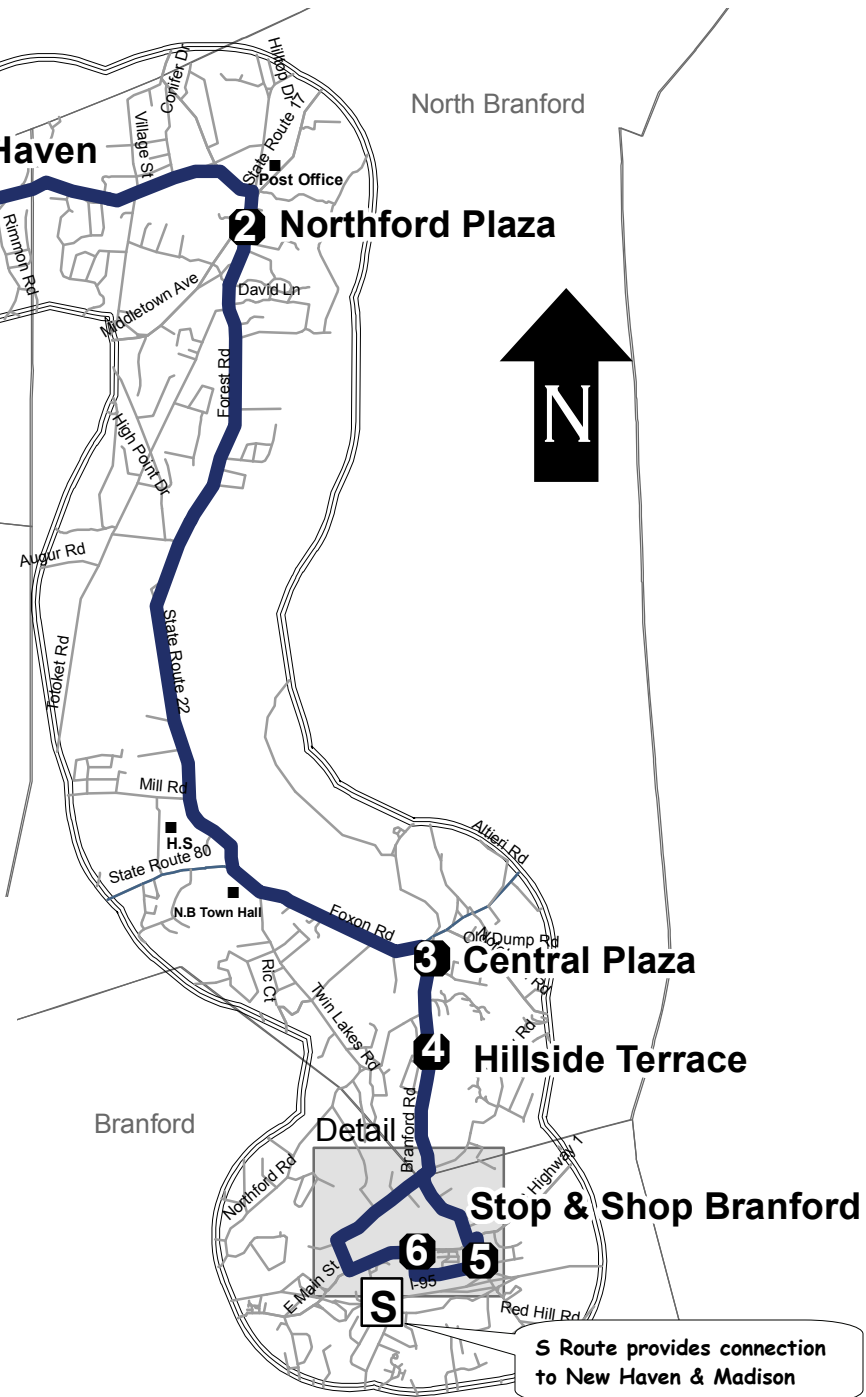 Hilltop Dr
Conifer Dr
North Branford
State Route 17
Village St
Haven
Post Office
Rimmon Rd
2 Northford Plaza
Middletown Ave
David Ln
N
Forest Rd
High Point Dr
Augur Rd
State Route 22
Totoket Rd
Mill Rd
Altieri Rd
H.S.
State Route 80
N.B Town Hall
Foxon Rd
Old Dump Rd
3 Central Plaza
Rd
Ric Ct
Twin Lakes Rd
Rd
4 Hillside Terrace
Branford Rd
Branford
Detail
Highway 1
Northford Rd
Stop & Shop Branford
6
5
E Main St
I-95
S
Red Hill Rd
S Route provides connection
to New Haven & Madison